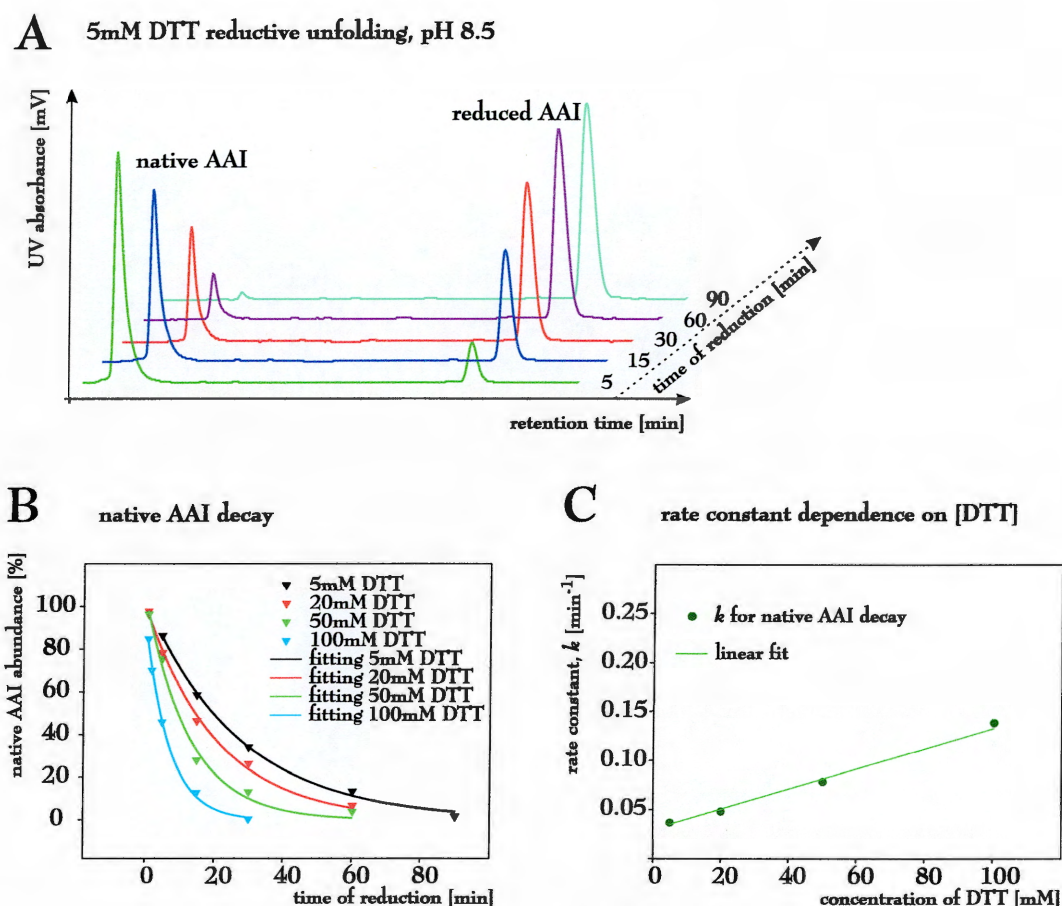 A 5mM DTT reductive unfolding, pH 8.5
UV absorbance [mV]
native AAI
reduced AAI
90
60
30
15
5
time of reduction [min]
retention time [min]
B native AAI decay
native AAI abundance [%]
100
80
60
40
20
0
5mM DTT
20mM DTT
50mM DTT
100mM DTT
fitting 5mM DTT
fitting 20mM DTT
fitting 50mM DTT
fitting 100mM DTT
0 20 40 60 80
time of reduction [min]
C rate constant dependence on [DTT]
rate constant, k [min⁻¹]
0.25
0.20
0.15
0.10
0.05
k for native AAI decay
linear fit
0 20 40 60 80 100
concentration of DTT [mM]